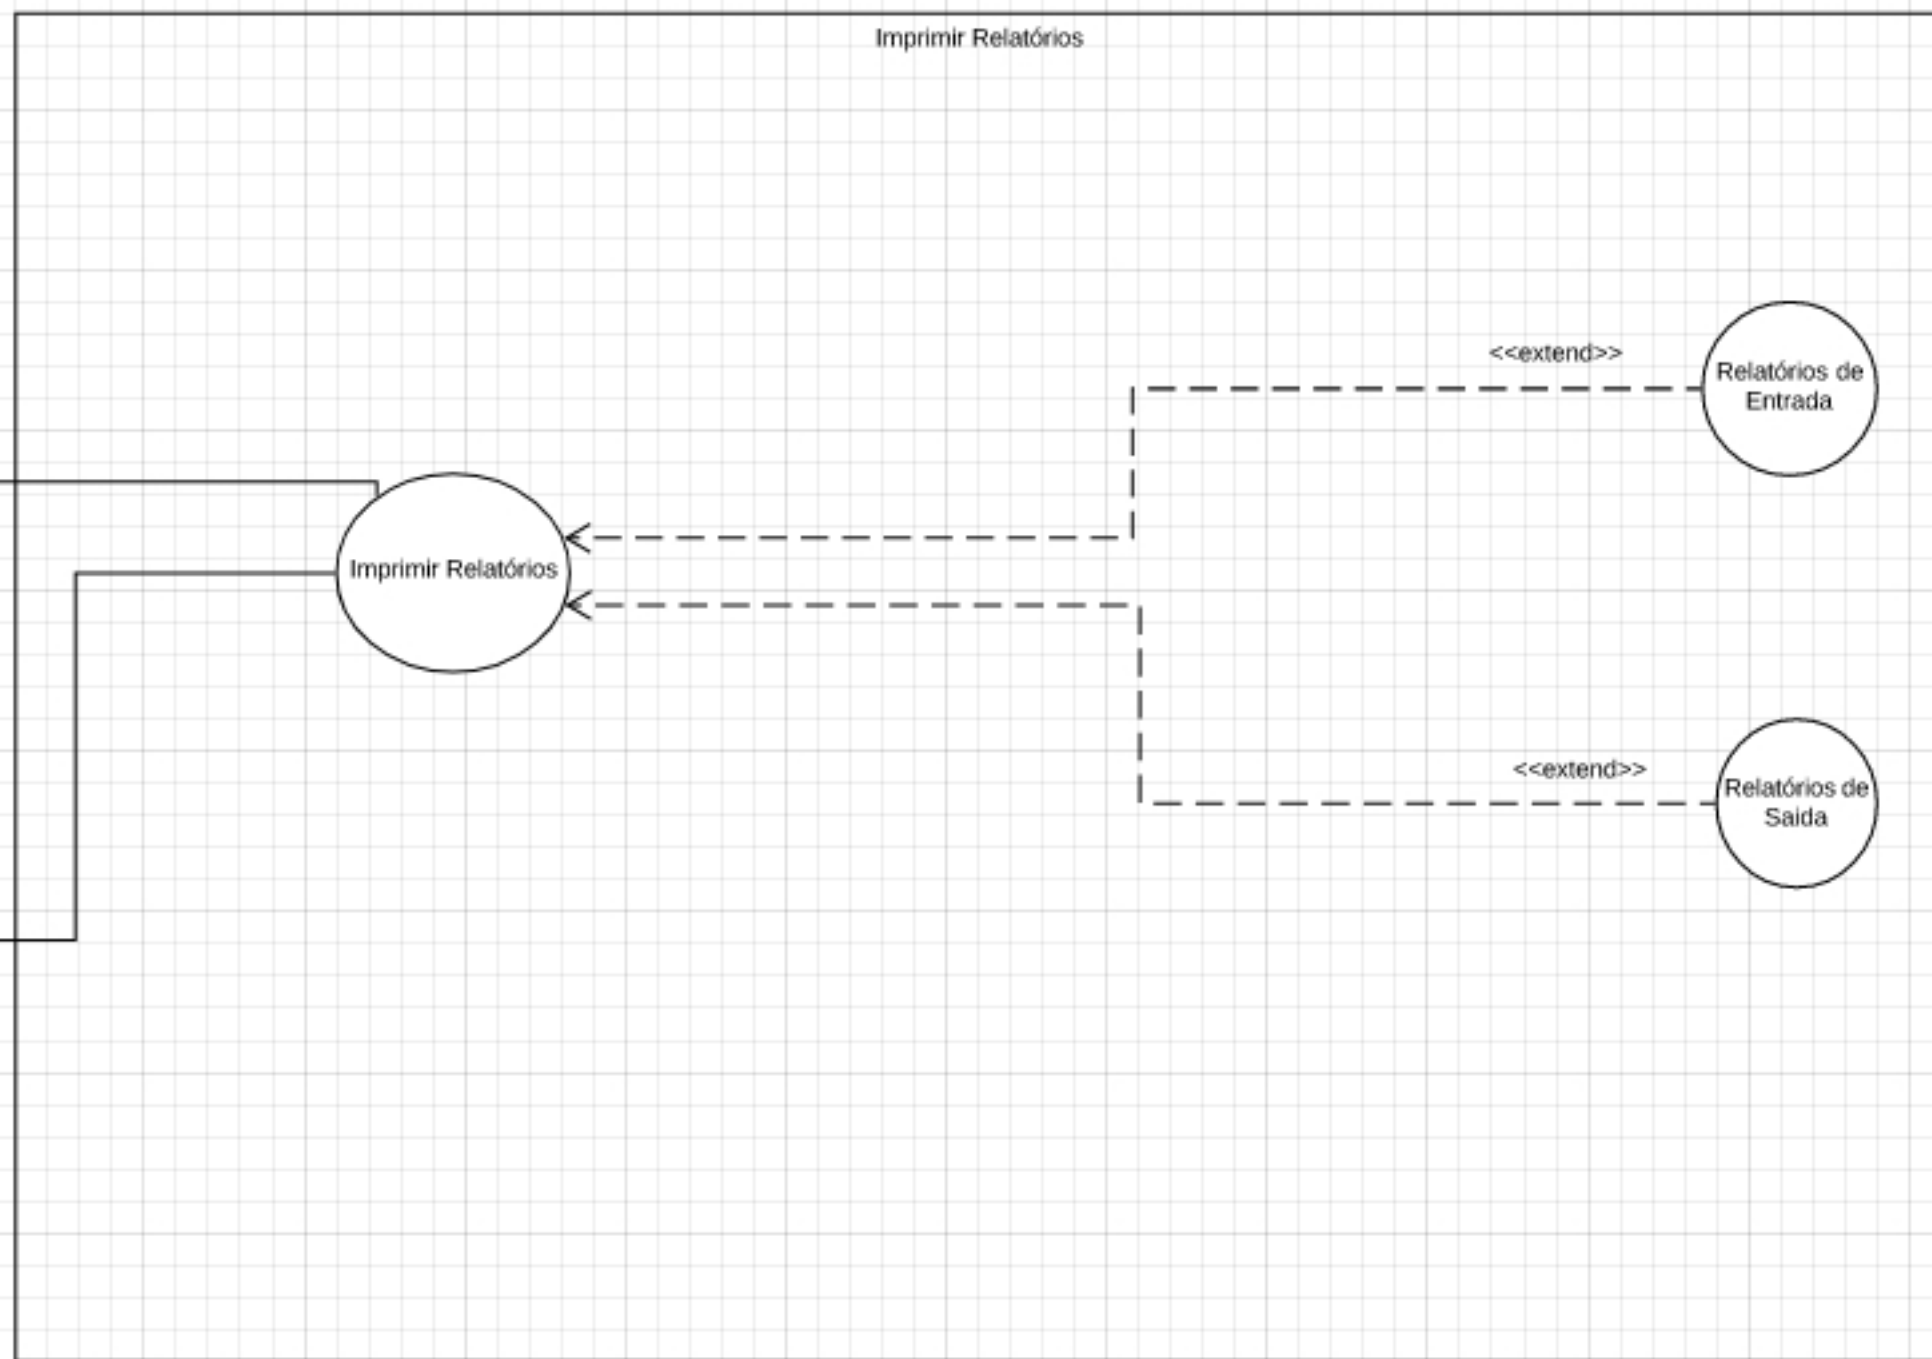 Imprimir Relatórios
<<extend>>
Relatórios de
Entrada
Imprimir Relatórios
<<extend>>
Relatórios de
Saida